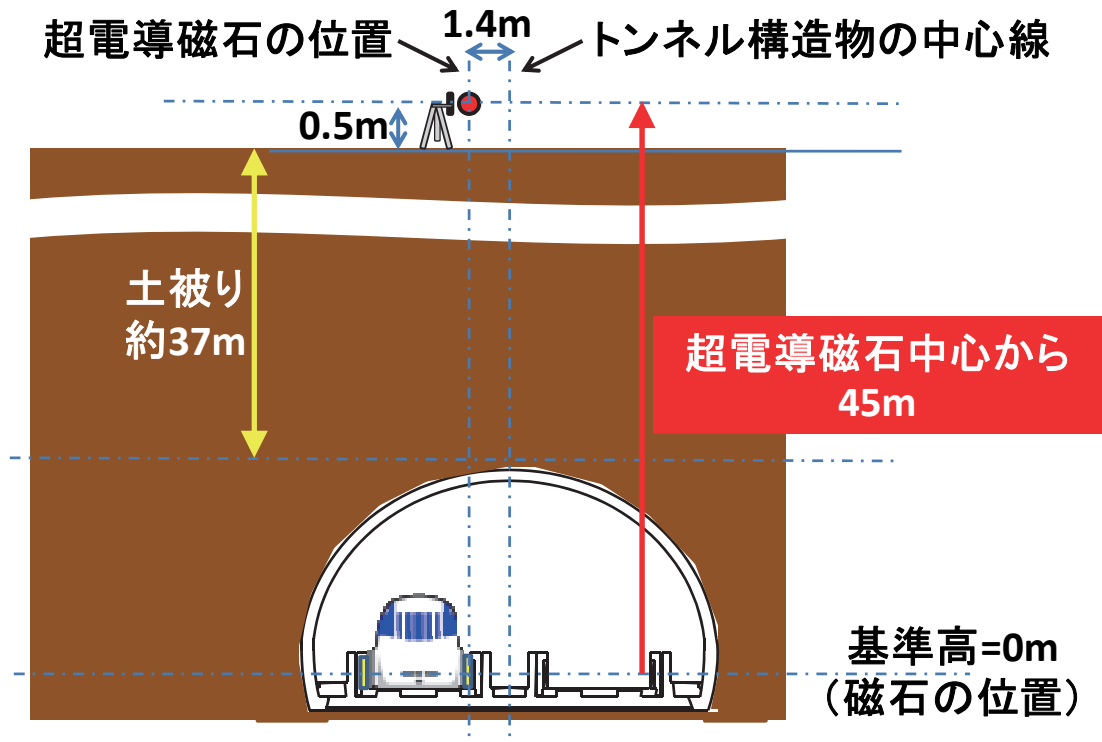 超電導磁石の位置
1.4m
トンネル構造物の中心線
0.5m
土被り
約37m
超電導磁石中心から
45m
基準高=0m
（磁石の位置）